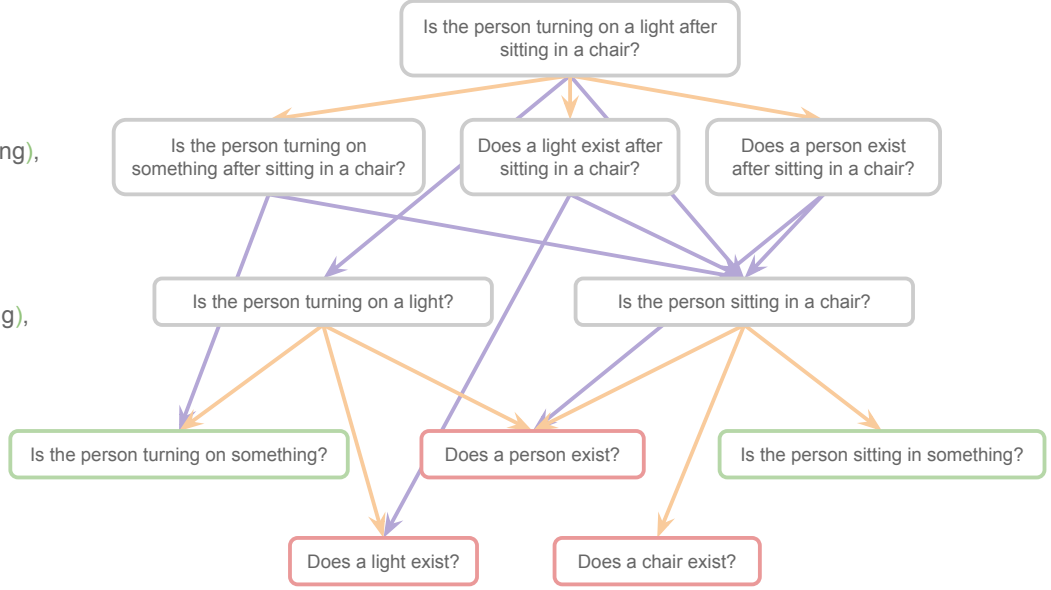 Is the person turning on a light after
sitting in a chair?
ng),
Is the person turning on
something after sitting in a chair?
Does a light exist after
sitting in a chair?
Does a person exist
after sitting in a chair?
g),
Is the person turning on a light?
Is the person sitting in a chair?
Is the person turning on something?
Does a person exist?
Is the person sitting in something?
Does a light exist?
Does a chair exist?